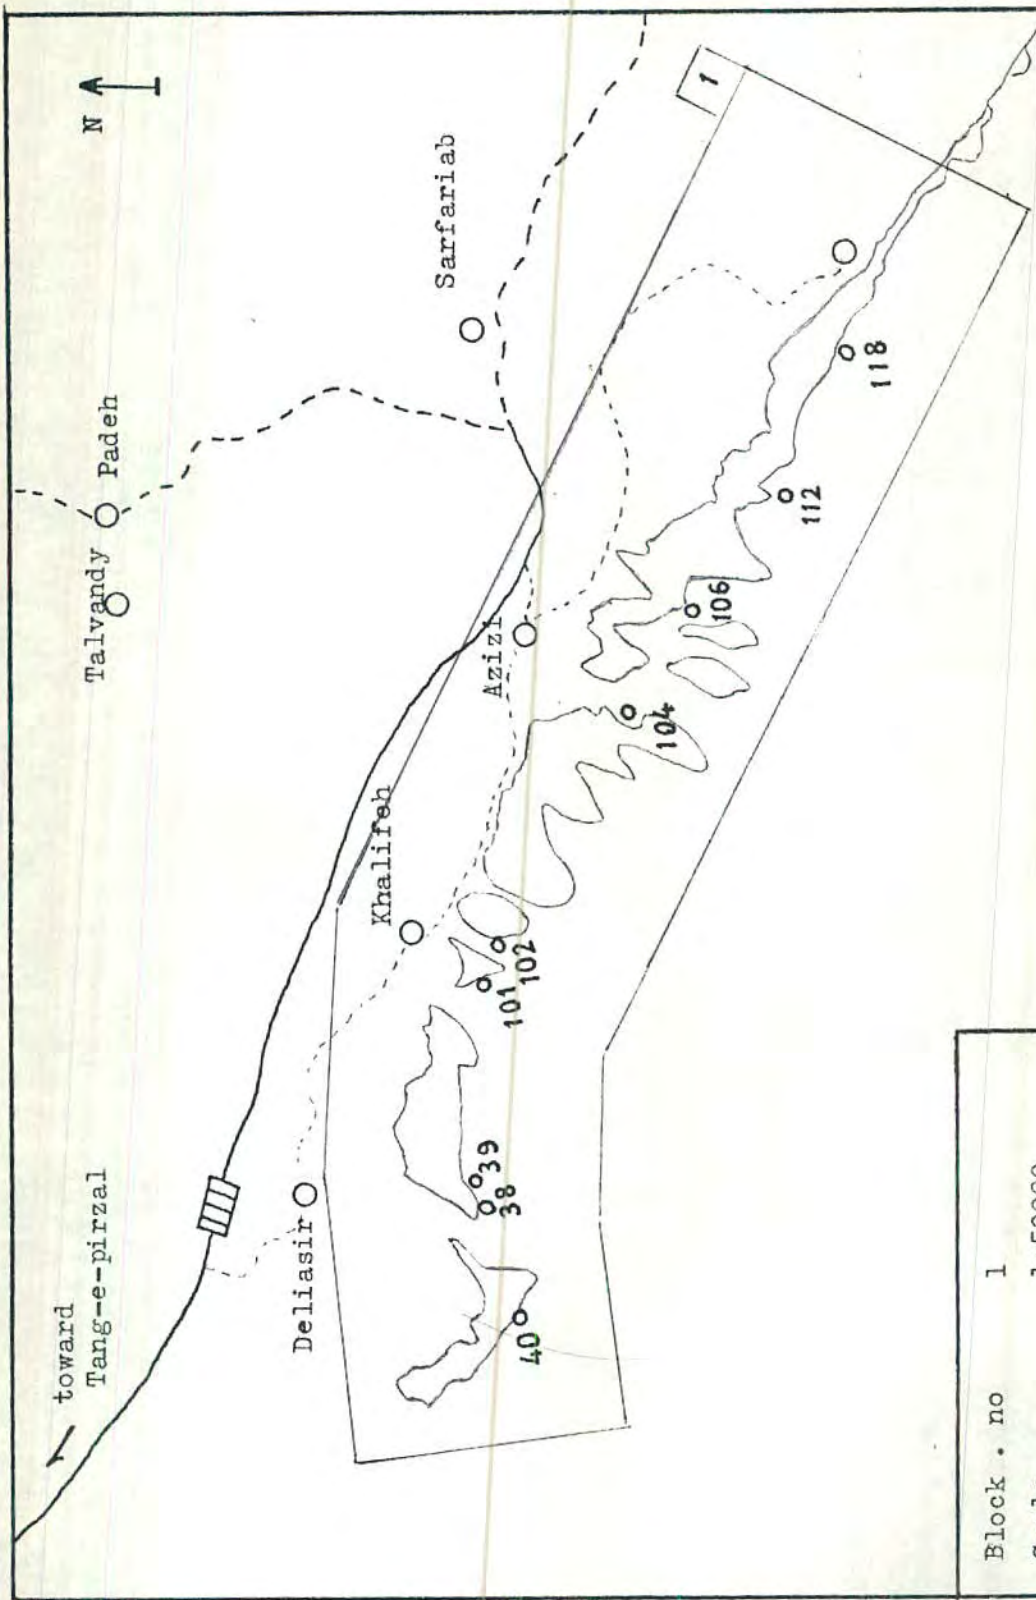 N
1
toward
Tang-e-pirzal
Talvandy
Padeh
Sarfariab
Deliasir
Khalifeh
Azizi
40
38
39
101
102
104
106
112
118
Block . no 1